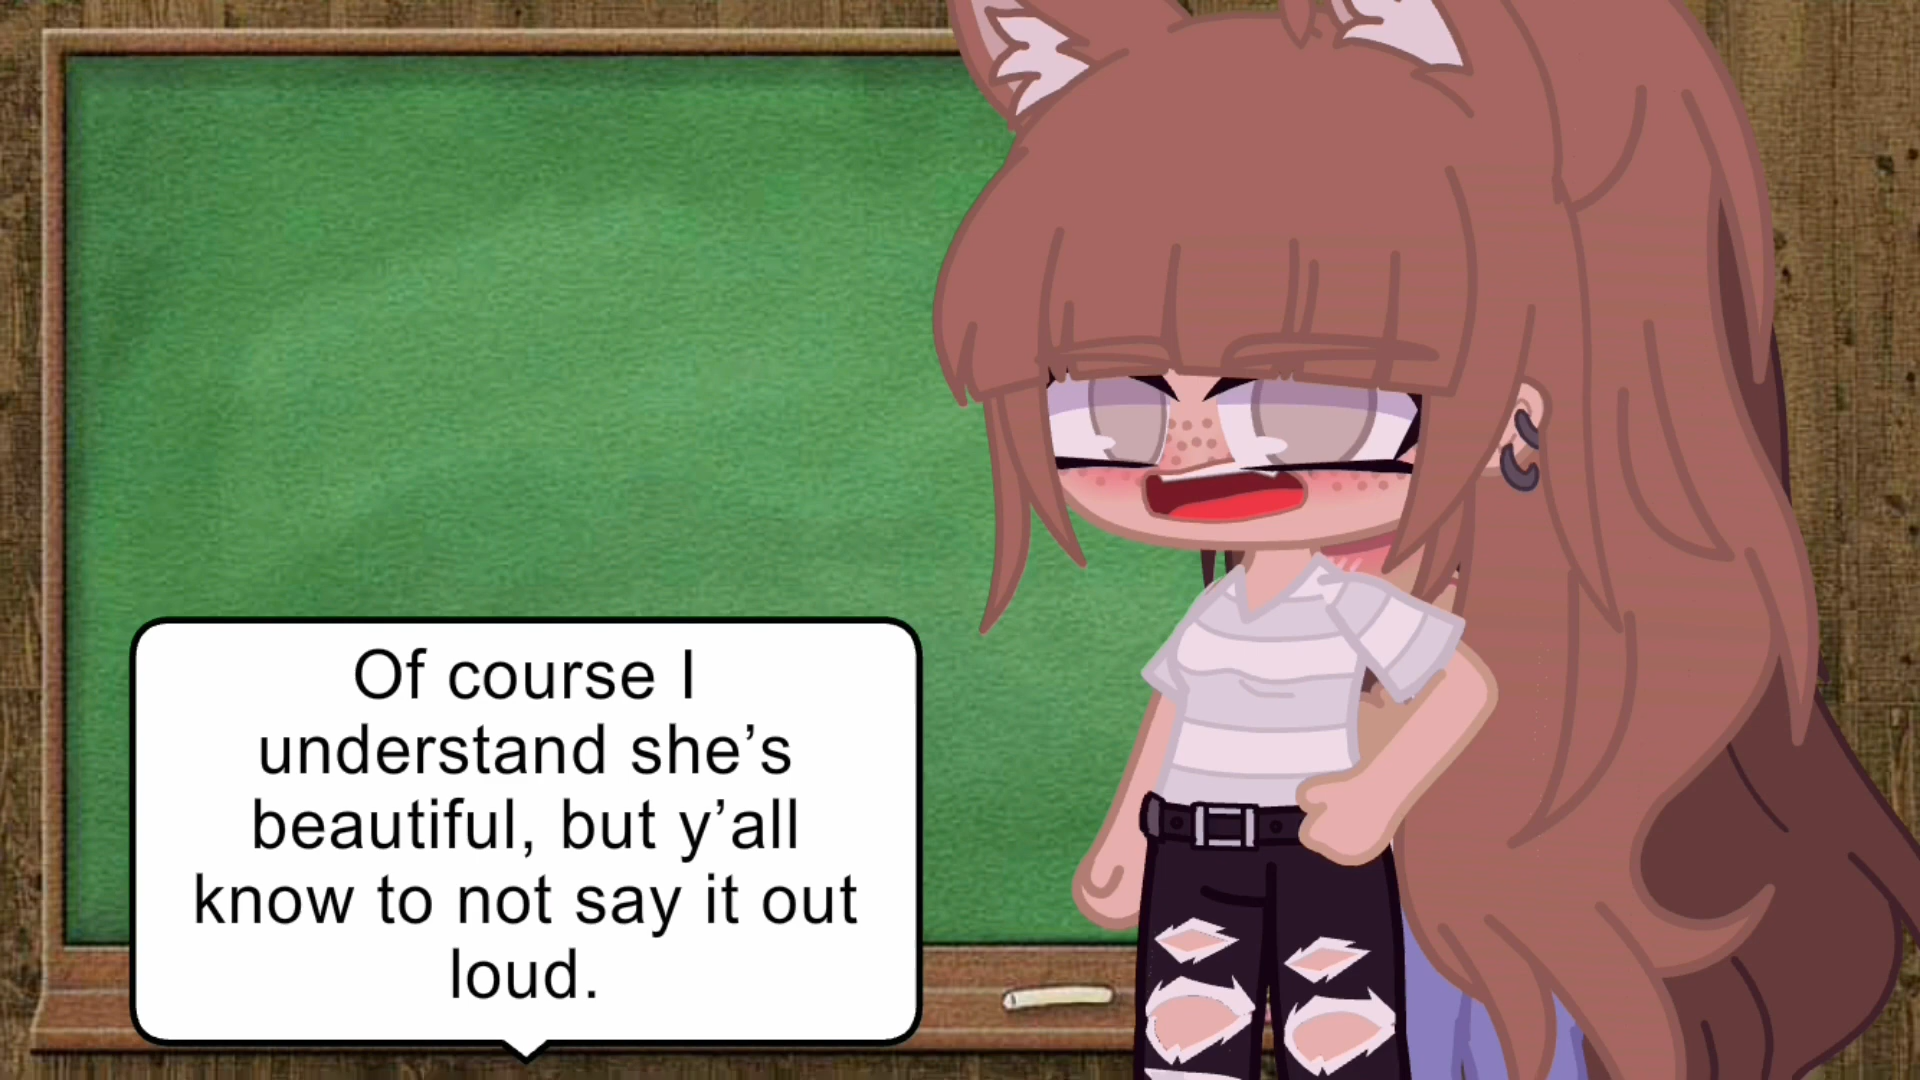 Of course I
understand she’s
beautiful, but y’all
know to not say it out
loud.